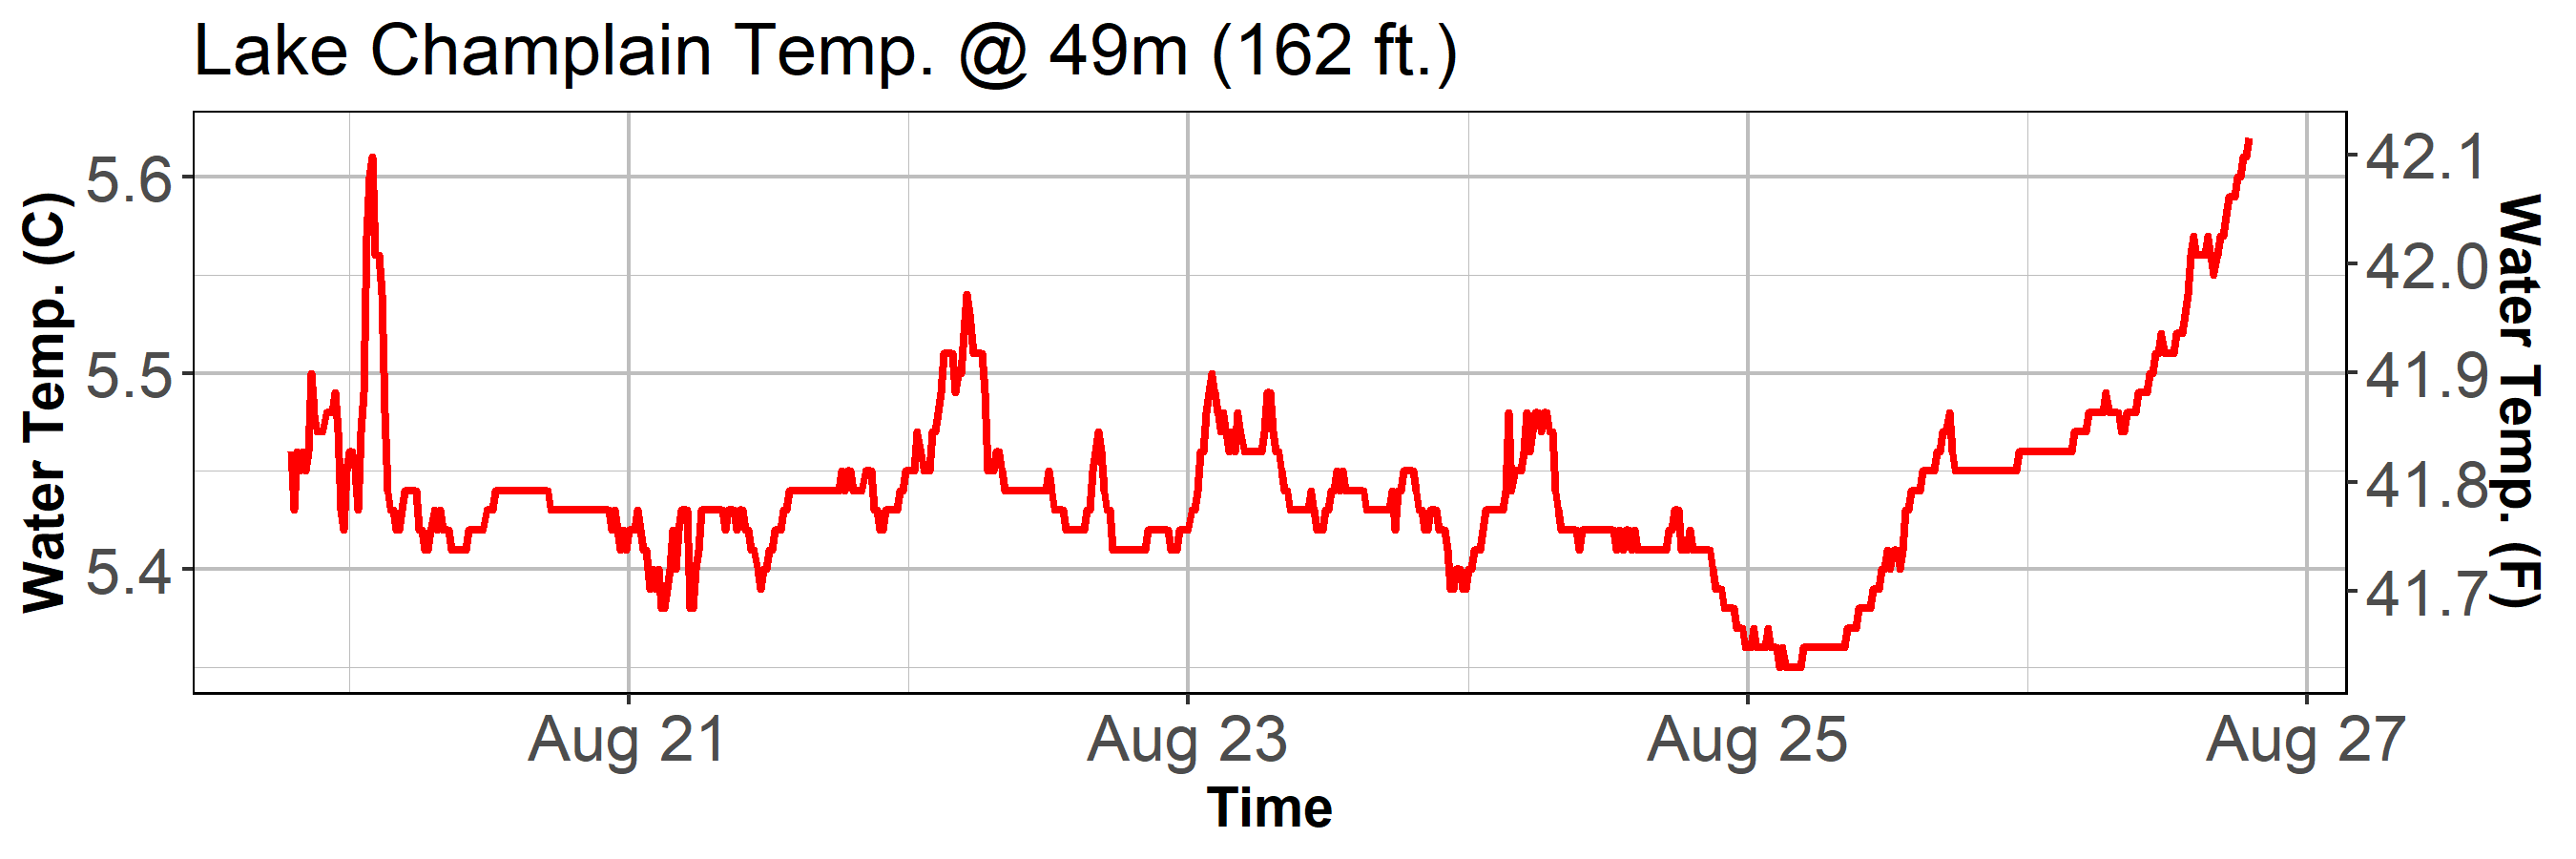 Lake Champlain Temp. @ 49m (162 ft.)
Water Temp. (C)
5.6
5.5
5.4
42.1
42.0
41.9
41.8
41.7
Water Temp. (F)
Aug 21
Aug 23
Aug 25
Aug 27
Time